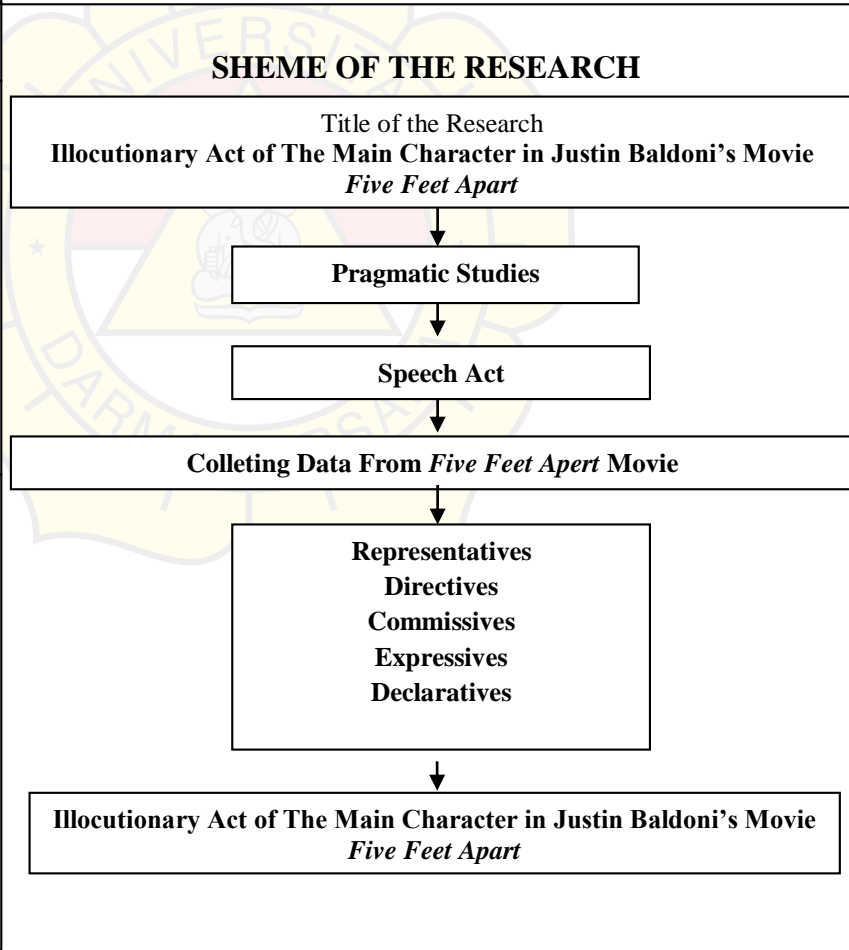 SHEME OF THE RESEARCH
Title of the Research
Illocutionary Act of The Main Character in Justin Baldoni's Movie
Five Feet Apart
Pragmatic Studies
Speech Act
Colleting Data From Five Feet Apert Movie
Representatives
Directives
Commissives
Expressives
Declaratives
Illocutionary Act of The Main Character in Justin Baldoni's Movie
Five Feet Apart